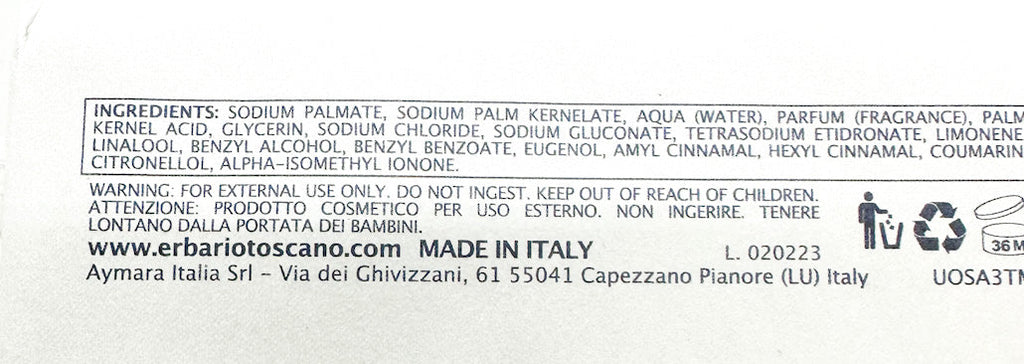 INGREDIENTS: SODIUM PALMATE, SODIUM PALM KERNELATE, AQUA (WATER), PARFUM (FRAGRANCE), PALM
KERNEL ACID, GLYCERIN, SODIUM CHLORIDE, SODIUM GLUCONATE, TETRASODIUM ETIDRONATE, LIMONENE
LINALOOL, BENZYL ALCOHOL, BENZYL BENZOATE, EUGENOL, AMYL CINNAMAL, HEXYL CINNAMAL, COUMARIN
CITRONELLOL, ALPHA-ISOMETHYL IONONE.
WARNING: FOR EXTERNAL USE ONLY. DO NOT INGEST. KEEP OUT OF REACH OF CHILDREN.
ATTENZIONE: PRODOTTO COSMETICO PER USO ESTERNO. NON INGERIRE. TENERE
LONTANO DALLA PORTATA DEI BAMBINI.
www.erbariotoscano.com MADE IN ITALY L. 020223
36 M
Aymara Italia Srl – Via dei Ghivizzani, 61 55041 Capezzano Pianore (LU) Italy UOSA3TM